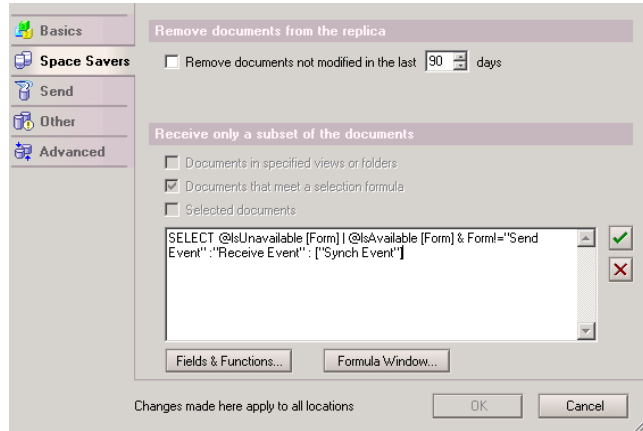 Basics
Space Savers
Send
Other
Advanced
Remove documents from the replica
Remove documents not modified in the last 90 days
Receive only a subset of the documents
Documents in specified views or folders
Documents that meet a selection formula
Selected documents
SELECT @IsUnavailable [Form] | @IsAvailable [Form] & Form!="Send
Event" :"Receive Event" : ["Synch Event"]
Fields & Functions...
Formula Window...
Changes made here apply to all locations
OK
Cancel